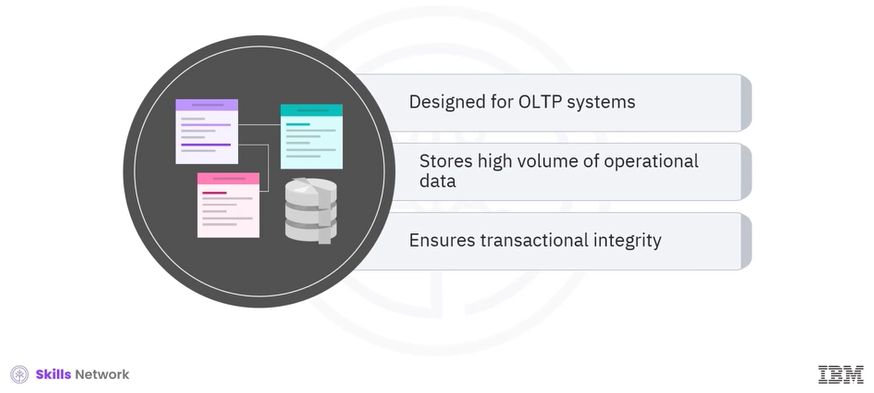 Designed for OLTP systems
Stores high volume of operational
data
Ensures transactional integrity
Skills Network
IBM